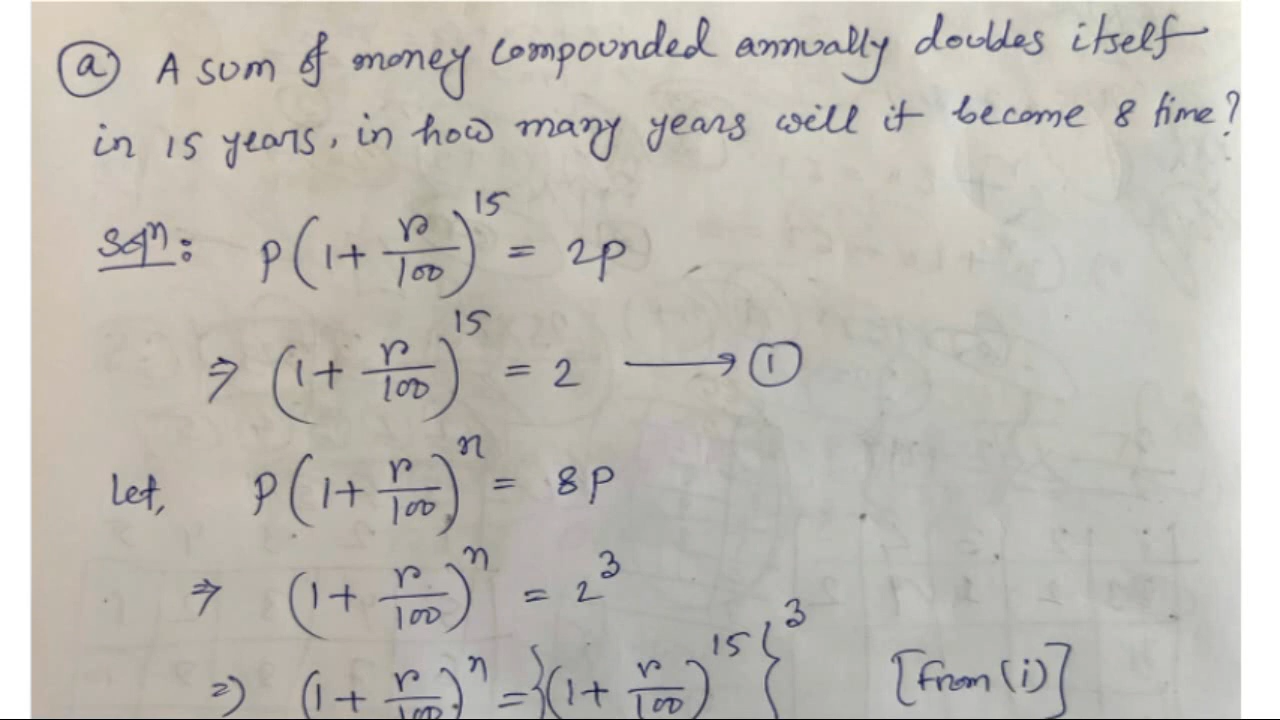 (a) A sum of money compounded annually doubles itself
in 15 years, in how many years will it become 8 time?
Solⁿ: P(1+r/100)^15 = 2P
⇒ (1+r/100)^15 = 2 ⟶ (1)
Let, P(1+r/100)^n = 8P
⇒ (1+r/100)^n = 2^3
⇒ (1+r/100)^n = {(1+r/100)^15}^3 [From (i)]